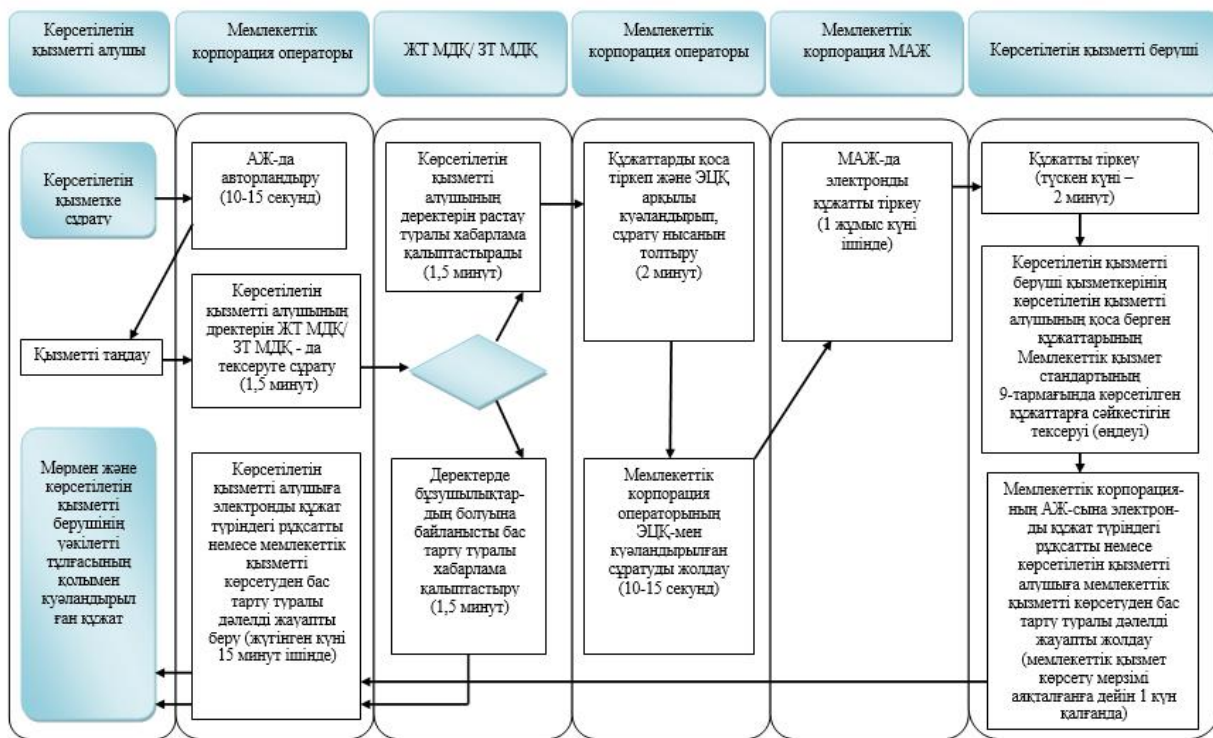 Көрсетілетін
қызметті алушы
Мемлекеттік
корпорация операторы
ЖТ МДҚ/ ЗТ МДҚ
Мемлекеттік
корпорация операторы
Мемлекеттік
корпорация МАЖ
Көрсетілетін қызметті беруші
Көрсетілетін
қызметке
сұрату
Қызметті таңдау
Мөрмен және
көрсетілетін
қызметті
берушінің
уәкілетті
тұлғасының
қолымен
куәландырыл
ған құжат
АЖ-да
авторландыру
(10-15 секунд)
Көрсетілетін
қызметті алушының
дректерін ЖТ МДҚ/
ЗТ МДҚ - да
тексеруге сұрату
(1,5 минут)
Көрсетілетін
қызметті алушыға
электронды құжат
түріндегі рұқсатты
немесе мемлекеттік
қызметті
көрсетуден бас
тарту туралы
дәлелді жауапты
беру (жүгінген күні
15 минут ішінде)
Көрсетілетін
қызметті
алушының
деректерін растау
туралы хабарлама
қалыптастырады
(1,5 минут)
Деректерде
бұзушылықтар-
дың болуына
байланысты бас
тарту туралы
хабарлама
қалыптастыру
(1,5 минут)
Құжаттарды қоса
тіркеп және ЭЦҚ
арқылы
куәландырып,
сұрату нысанын
толтыру
(2 минут)
Мемлекеттік
корпорация
операторының
ЭЦҚ-мен
куәландырылған
сұратуды жолдау
(10-15 секунд)
МАЖ-да
электронды
құжатты тіркеу
(1 жұмыс күні
ішінде)
Құжатты тіркеу
(түскен күні –
2 минут)
Көрсетілетін қызметті
беруші қызметкерінің
көрсетілетін қызметті
алушының қоса берген
құжаттарының
Мемлекеттік қызмет
стандартының
9-тармағында көрсетілген
құжаттарға сәйкестігін
тексеруі (өңдеуі)
Мемлекеттік корпорация-
ның АЖ-сына электрон-
ды құжат түріндегі
рұқсатты немесе
көрсетілетін қызметті
алушыға мемлекеттік
қызметті көрсетуден бас
тарту туралы дәлелді
жауапты жолдау
(мемлекеттік қызмет
көрсету мерзімі
аяқталғанға дейін 1 күн
қалғанда)